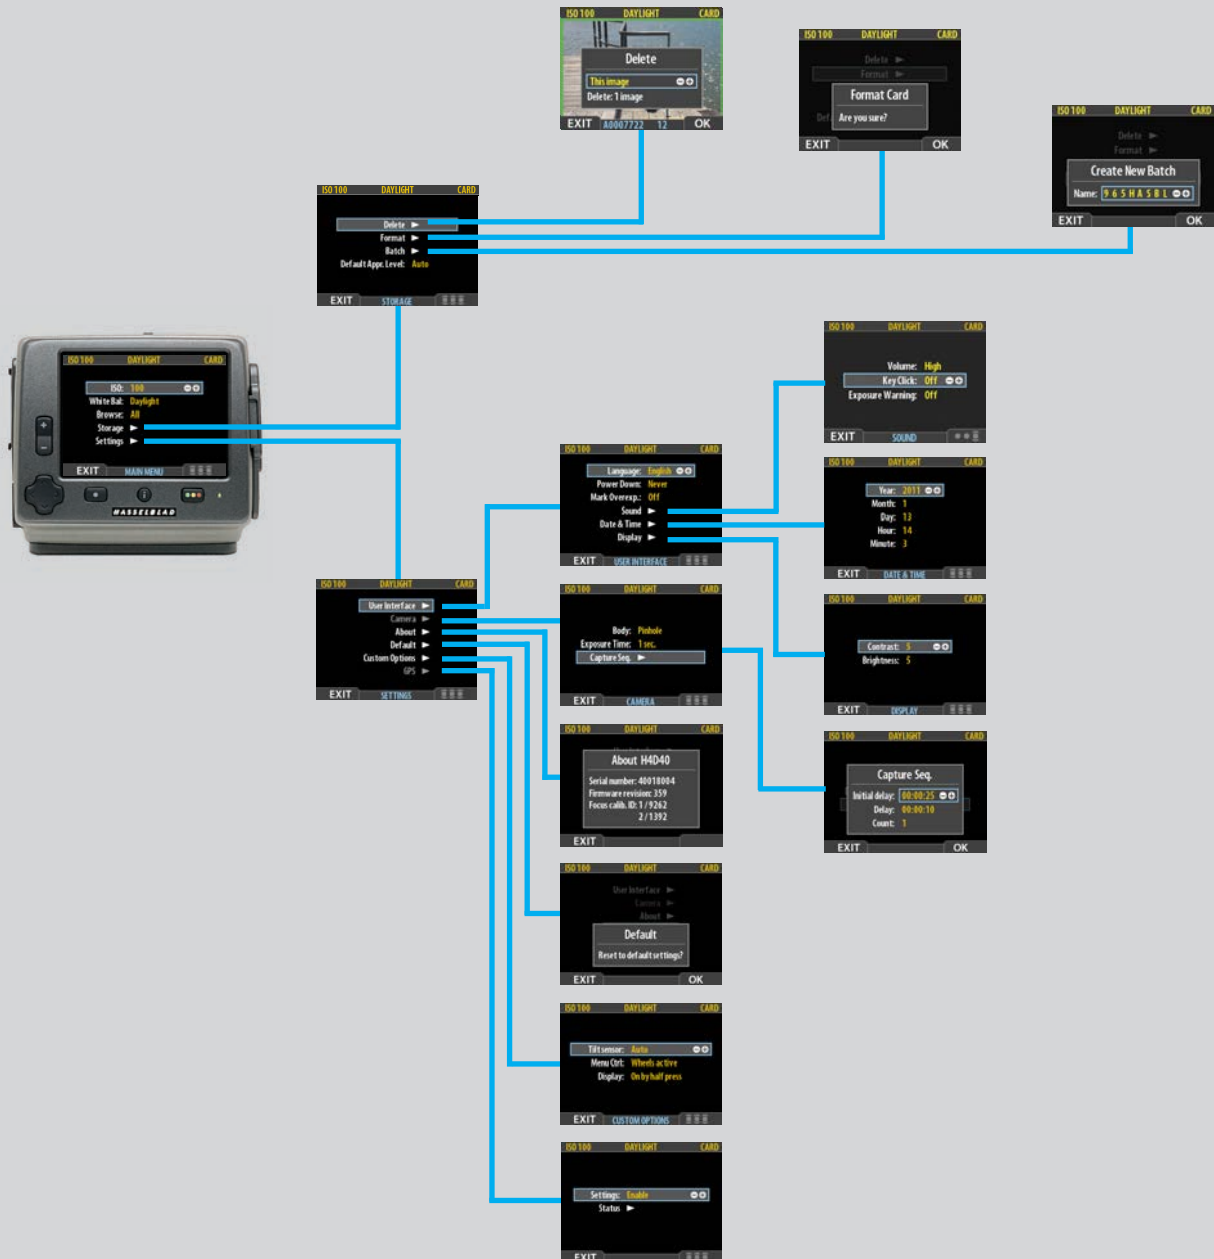 ISO 100 DAYLIGHT CARD
Delete
This image
Delete: 1 image
EXIT A0007722 12 OK
ISO 100 DAYLIGHT CARD
Delete
Format
Format Card
Are you sure?
EXIT OK
ISO 100 DAYLIGHT CARD
Delete
Format
Create New Batch
Name: 965HASBL
EXIT OK
ISO 100 DAYLIGHT CARD
Delete
Format
Batch
Default Appr. Level: Auto
EXIT STORAGE
ISO 100 DAYLIGHT CARD
ISO: 100
White Bal: Daylight
Browse: All
Storage
Settings
EXIT MAIN MENU
HASSELBLAD
ISO 100 DAYLIGHT CARD
Volume: High
Key Click: Off
Exposure Warning: Off
EXIT SOUND
ISO 100 DAYLIGHT CARD
Language: English
Power Down: Never
Mark Overexp.: Off
Sound
Date & Time
Display
EXIT USER INTERFACE
ISO 100 DAYLIGHT CARD
Year: 2011
Month: 1
Day: 13
Hour: 14
Minute: 3
EXIT DATE & TIME
ISO 100 DAYLIGHT CARD
User Interface
Camera
About
Default
Custom Options
GPS
EXIT SETTINGS
ISO 100 DAYLIGHT CARD
Body: Pinhole
Exposure Time: 1 sec.
Capture Seq.
EXIT CAMERA
ISO 100 DAYLIGHT CARD
Contrast: 5
Brightness: 5
EXIT DISPLAY
ISO 100 DAYLIGHT CARD
About H4D40
Serial number: 40018004
Firmware revision: 359
Focus calib. ID: 1 / 9262
2 / 1392
EXIT
ISO 100 DAYLIGHT CARD
Capture Seq.
Initial delay: 00:00:25
Delay: 00:00:10
Count: 1
EXIT OK
User Interface
Camera
About
Default
Reset to default settings?
EXIT OK
ISO 100 DAYLIGHT CARD
Tilt sensor: Auto
Menu Ctrl: Wheels active
Display: On by half press
EXIT CUSTOM OPTIONS
ISO 100 DAYLIGHT CARD
Settings: Enable
Status
EXIT